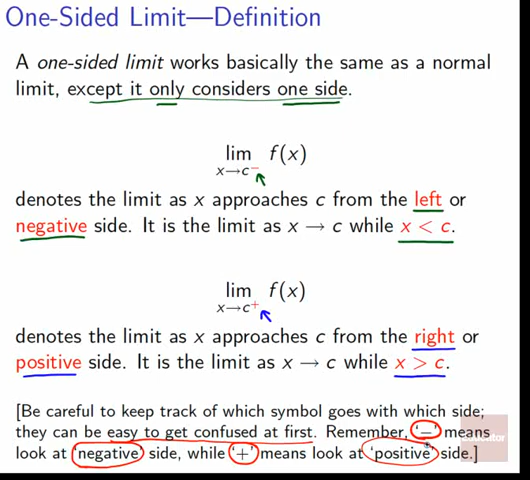 One-Sided Limit—Definition
A one-sided limit works basically the same as a normal
limit, except it only considers one side.
lim f(x)
x→c⁻
denotes the limit as x approaches c from the left or
negative side. It is the limit as x → c while x < c.
lim f(x)
x→c⁺
denotes the limit as x approaches c from the right or
positive side. It is the limit as x → c while x > c.
[Be careful to keep track of which symbol goes with which side;
they can be easy to get confused at first. Remember, ‘−’ means
look at ‘negative’ side, while ‘+’ means look at ‘positive’ side.]
educator